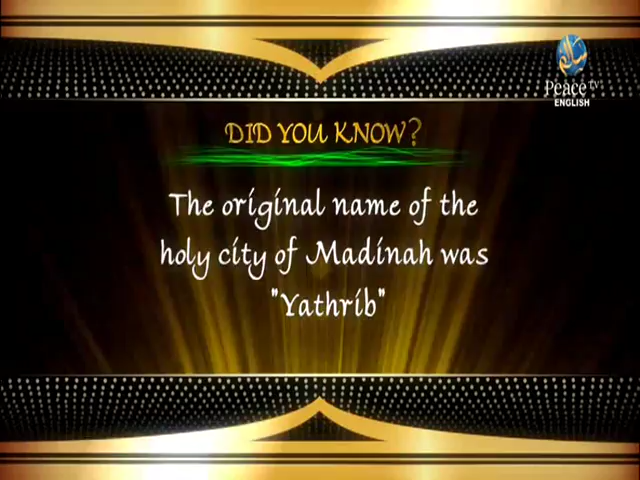 Peace TV
ENGLISH
DID YOU KNOW?
The original name of the
holy city of Madinah was
"Yathrib"